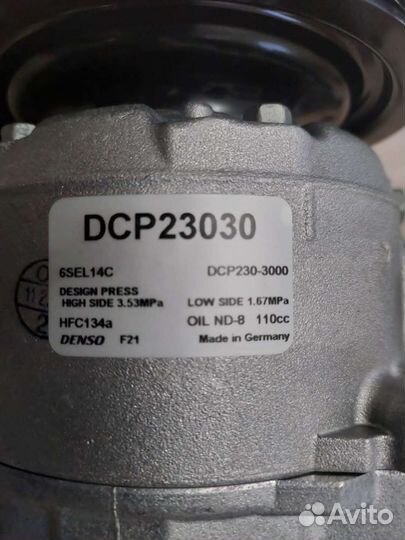 DCP23030
6SEL14C DCP230-3000
DESIGN PRESS
HIGH SIDE 3.53MPa LOW SIDE 1.67MPa
HFC134a OIL ND-8 110cc
DENSO F21 Made in Germany
Avito